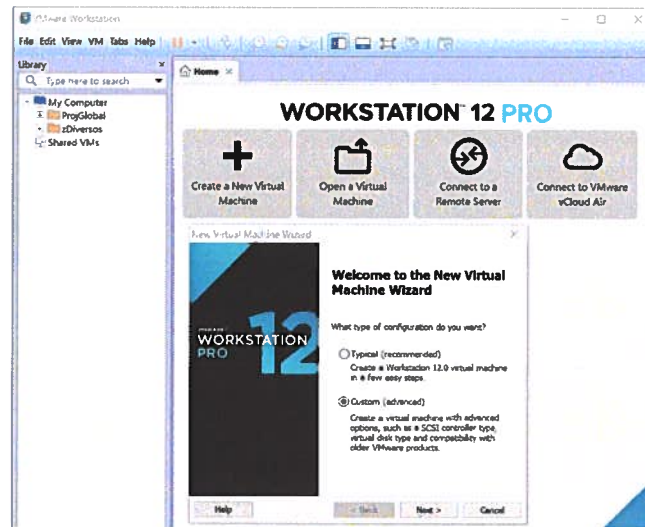 VMware Workstation
File Edit View VM Tabs Help
Library
Type here to search
My Computer
ProjGlobal
zDiversos
Shared VMs
Home
WORKSTATION™ 12 PRO
Create a New Virtual
Machine
Open a Virtual
Machine
Connect to a
Remote Server
Connect to VMware
vCloud Air
New Virtual Machine Wizard
vmware
WORKSTATION
PRO
12
Welcome to the New Virtual
Machine Wizard
What type of configuration do you want?
Typical (recommended)
Create a Workstation 12.0 virtual machine
in a few easy steps.
Custom (advanced)
Create a virtual machine with advanced
options, such as a SCSI controller type,
virtual disk type and compatibility with
older VMware products.
Help
< Back
Next >
Cancel